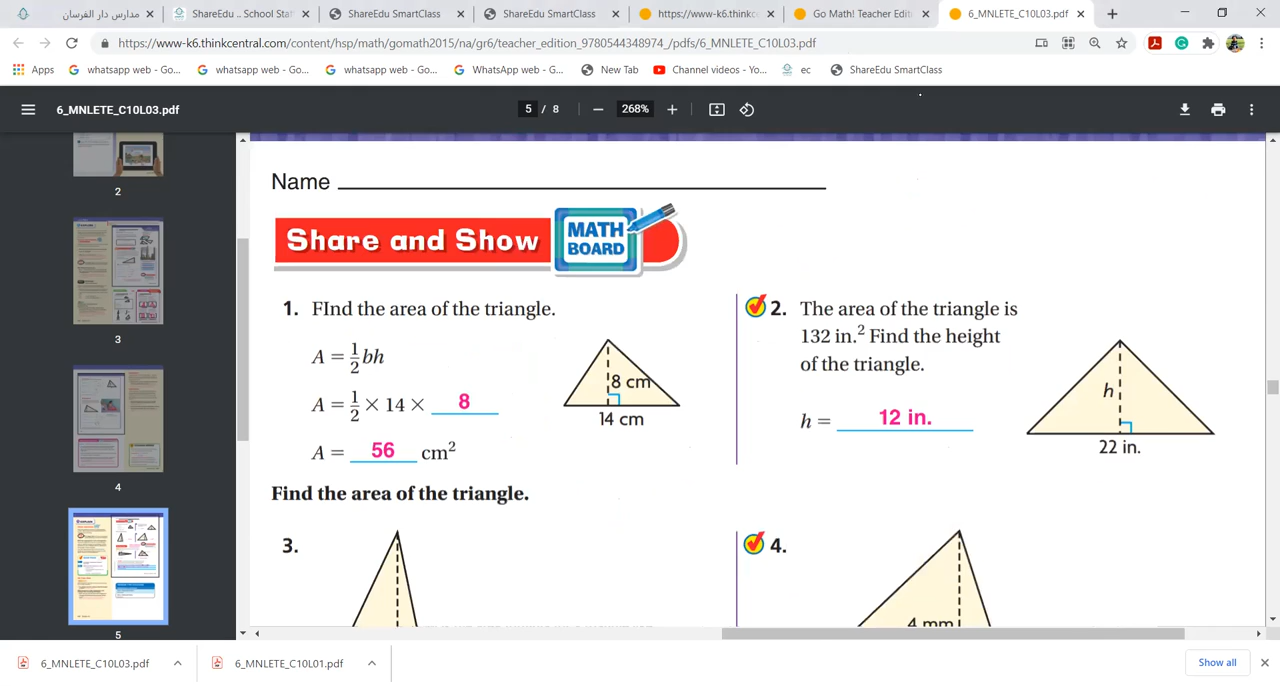 مدارس دار الفرسان
ShareEdu .. School Stat
ShareEdu SmartClass
ShareEdu SmartClass
https://www-k6.thinkc
Go Math! Teacher Edit
6_MNLETE_C10L03.pdf
https://www-k6.thinkcentral.com/content/hsp/math/gomath2015/na/gr6/teacher_edition_9780544348974_/pdfs/6_MNLETE_C10L03.pdf
Apps
whatsapp web - Go...
whatsapp web - Go...
whatsapp web - Go...
WhatsApp web - G...
New Tab
Channel videos - Yo...
ec
ShareEdu SmartClass
6_MNLETE_C10L03.pdf
5 / 8
268%
2
3
4
5
Name
Share and Show
MATH
BOARD
1. FInd the area of the triangle.
A = 1/2 bh
A = 1/2 × 14 × 8
A = 56 cm²
8 cm
14 cm
2. The area of the triangle is
132 in.² Find the height
of the triangle.
h = 12 in.
h
22 in.
Find the area of the triangle.
3.
4.
4 mm
6_MNLETE_C10L03.pdf
6_MNLETE_C10L01.pdf
Show all